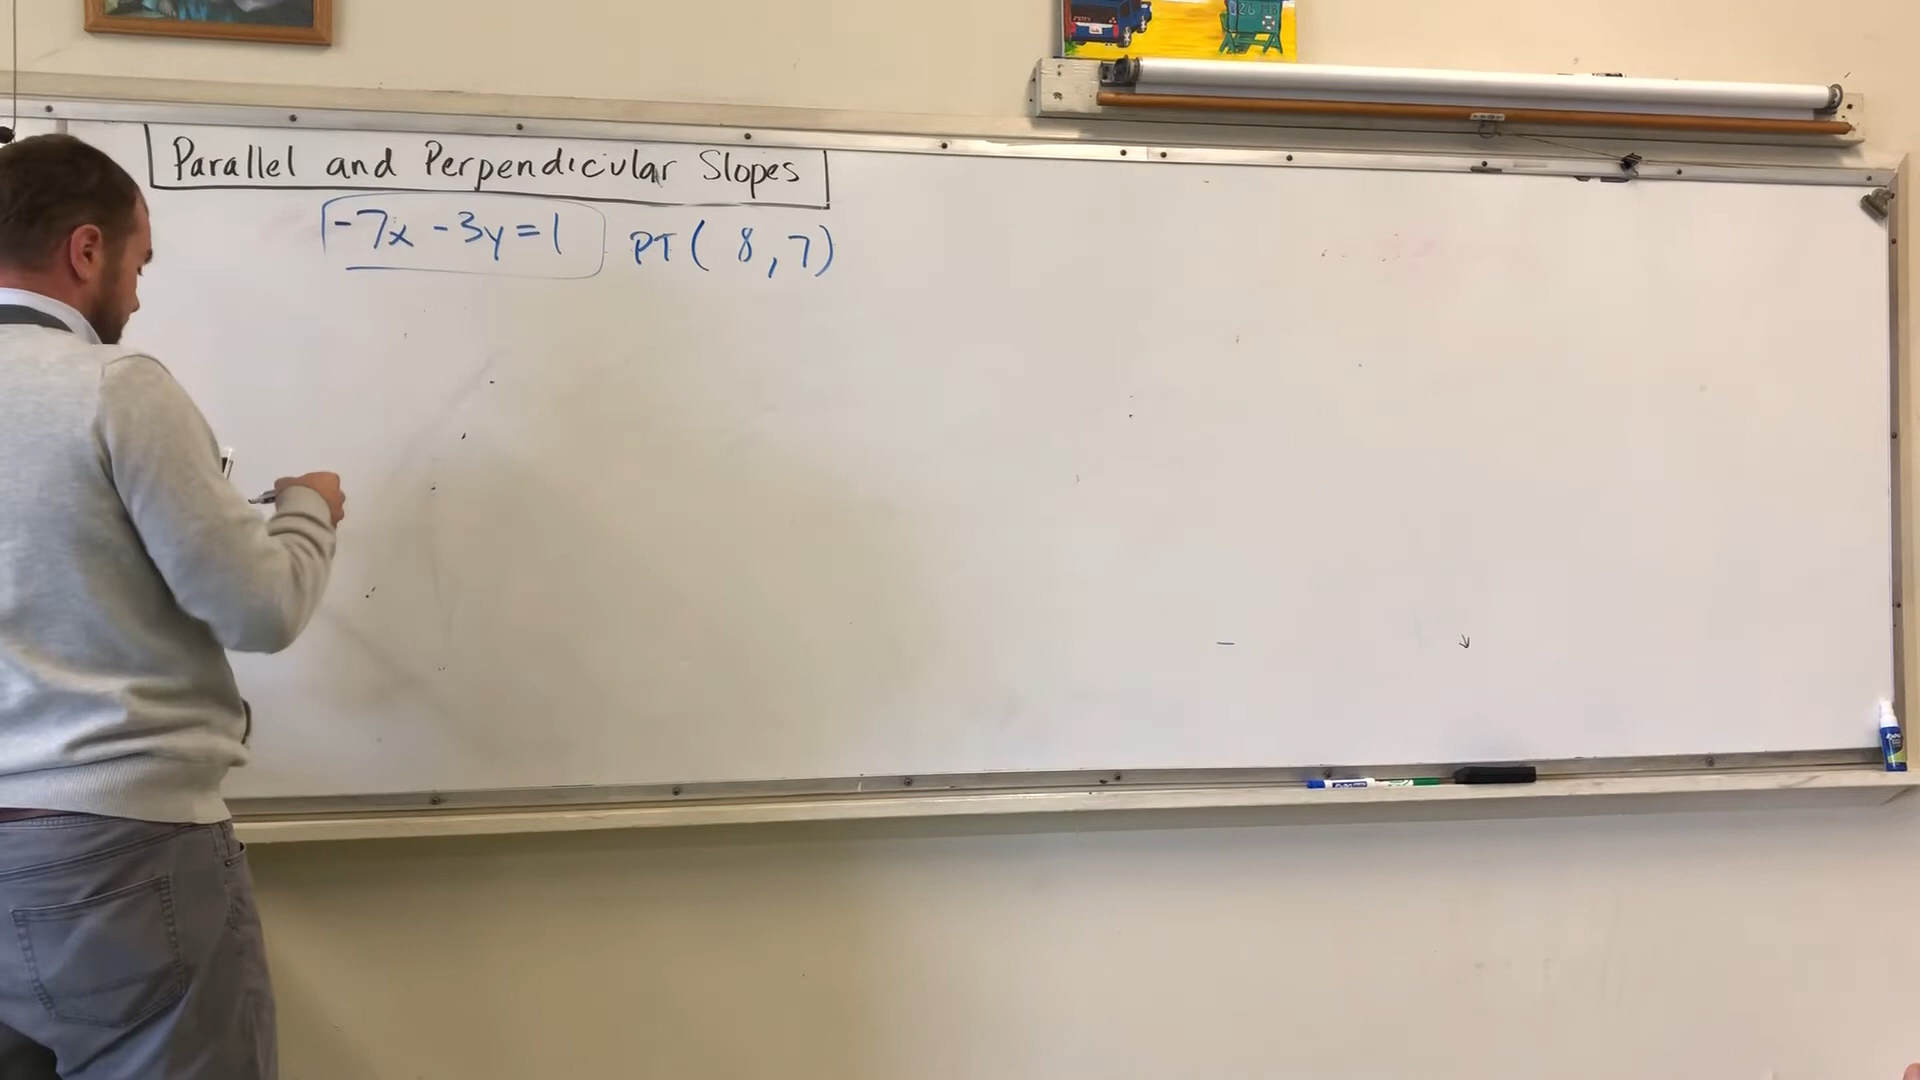 Parallel and Perpendicular Slopes
-7x - 3y = 1 PT ( 8 , 7 )